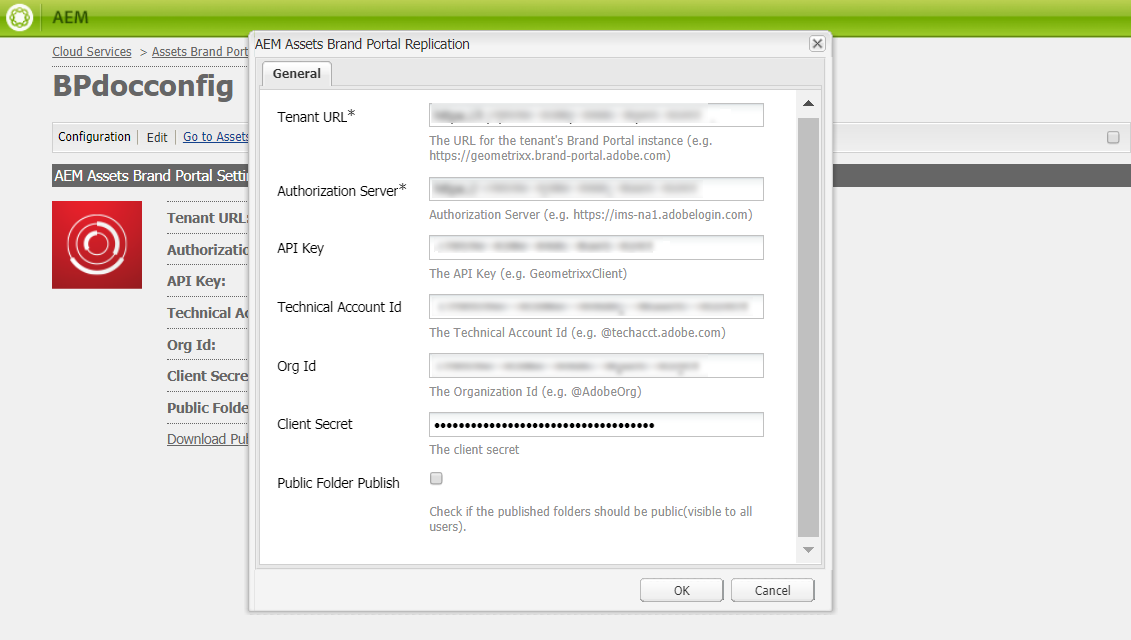 AEM
Cloud Services > Assets Brand Port
BPdocconfig
Configuration Edit Go to Assets
AEM Assets Brand Portal Setti
Tenant URL:
Authorizatio
API Key:
Technical Ac
Org Id:
Client Secre
Public Folde
Download Pu
AEM Assets Brand Portal Replication
General
Tenant URL*
The URL for the tenant's Brand Portal instance (e.g.
https://geometrixx.brand-portal.adobe.com)
Authorization Server*
Authorization Server (e.g. https://ims-na1.adobelogin.com)
API Key
The API Key (e.g. GeometrixxClient)
Technical Account Id
The Technical Account Id (e.g. @techacct.adobe.com)
Org Id
The Organization Id (e.g. @AdobeOrg)
Client Secret
The client secret
Public Folder Publish
Check if the published folders should be public(visible to all
users).
OK Cancel